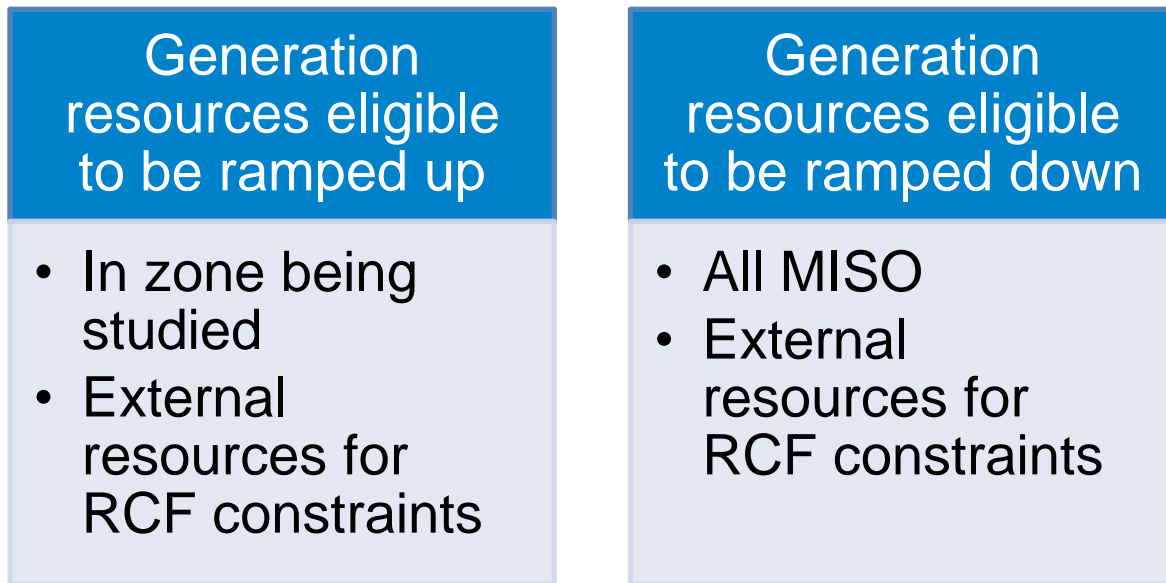 Generation
resources eligible
to be ramped up
• In zone being
studied
• External
resources for
RCF constraints
Generation
resources eligible
to be ramped down
• All MISO
• External
resources for
RCF constraints